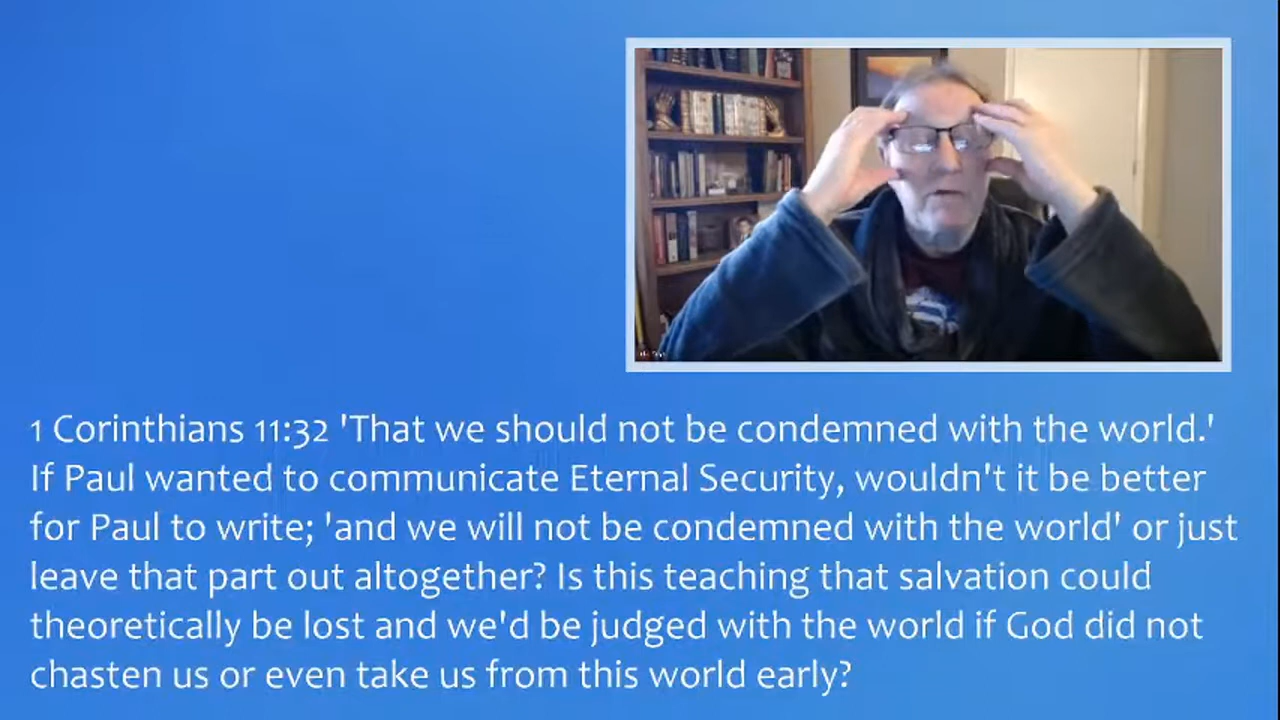 1 Corinthians 11:32 'That we should not be condemned with the world.'
If Paul wanted to communicate Eternal Security, wouldn't it be better
for Paul to write; 'and we will not be condemned with the world' or just
leave that part out altogether? Is this teaching that salvation could
theoretically be lost and we'd be judged with the world if God did not
chasten us or even take us from this world early?